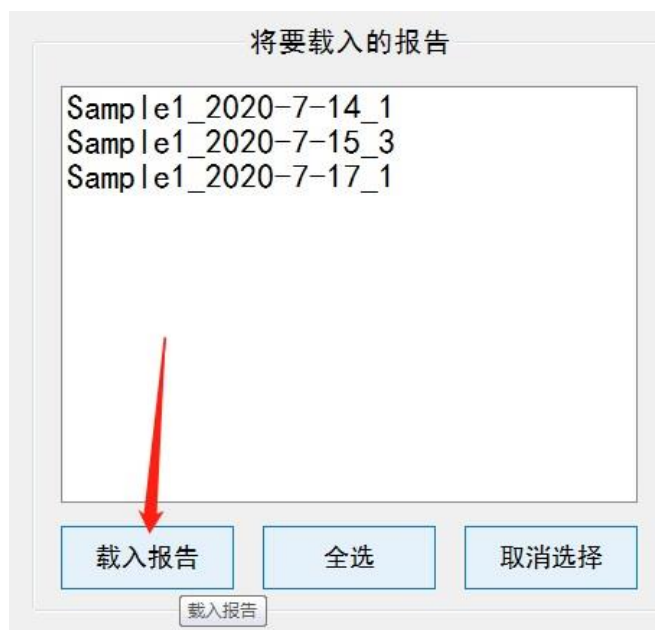 将要载入的报告
Sample1_2020-7-14_1
Sample1_2020-7-15_3
Sample1_2020-7-17_1
载入报告 全选 取消选择
载入报告